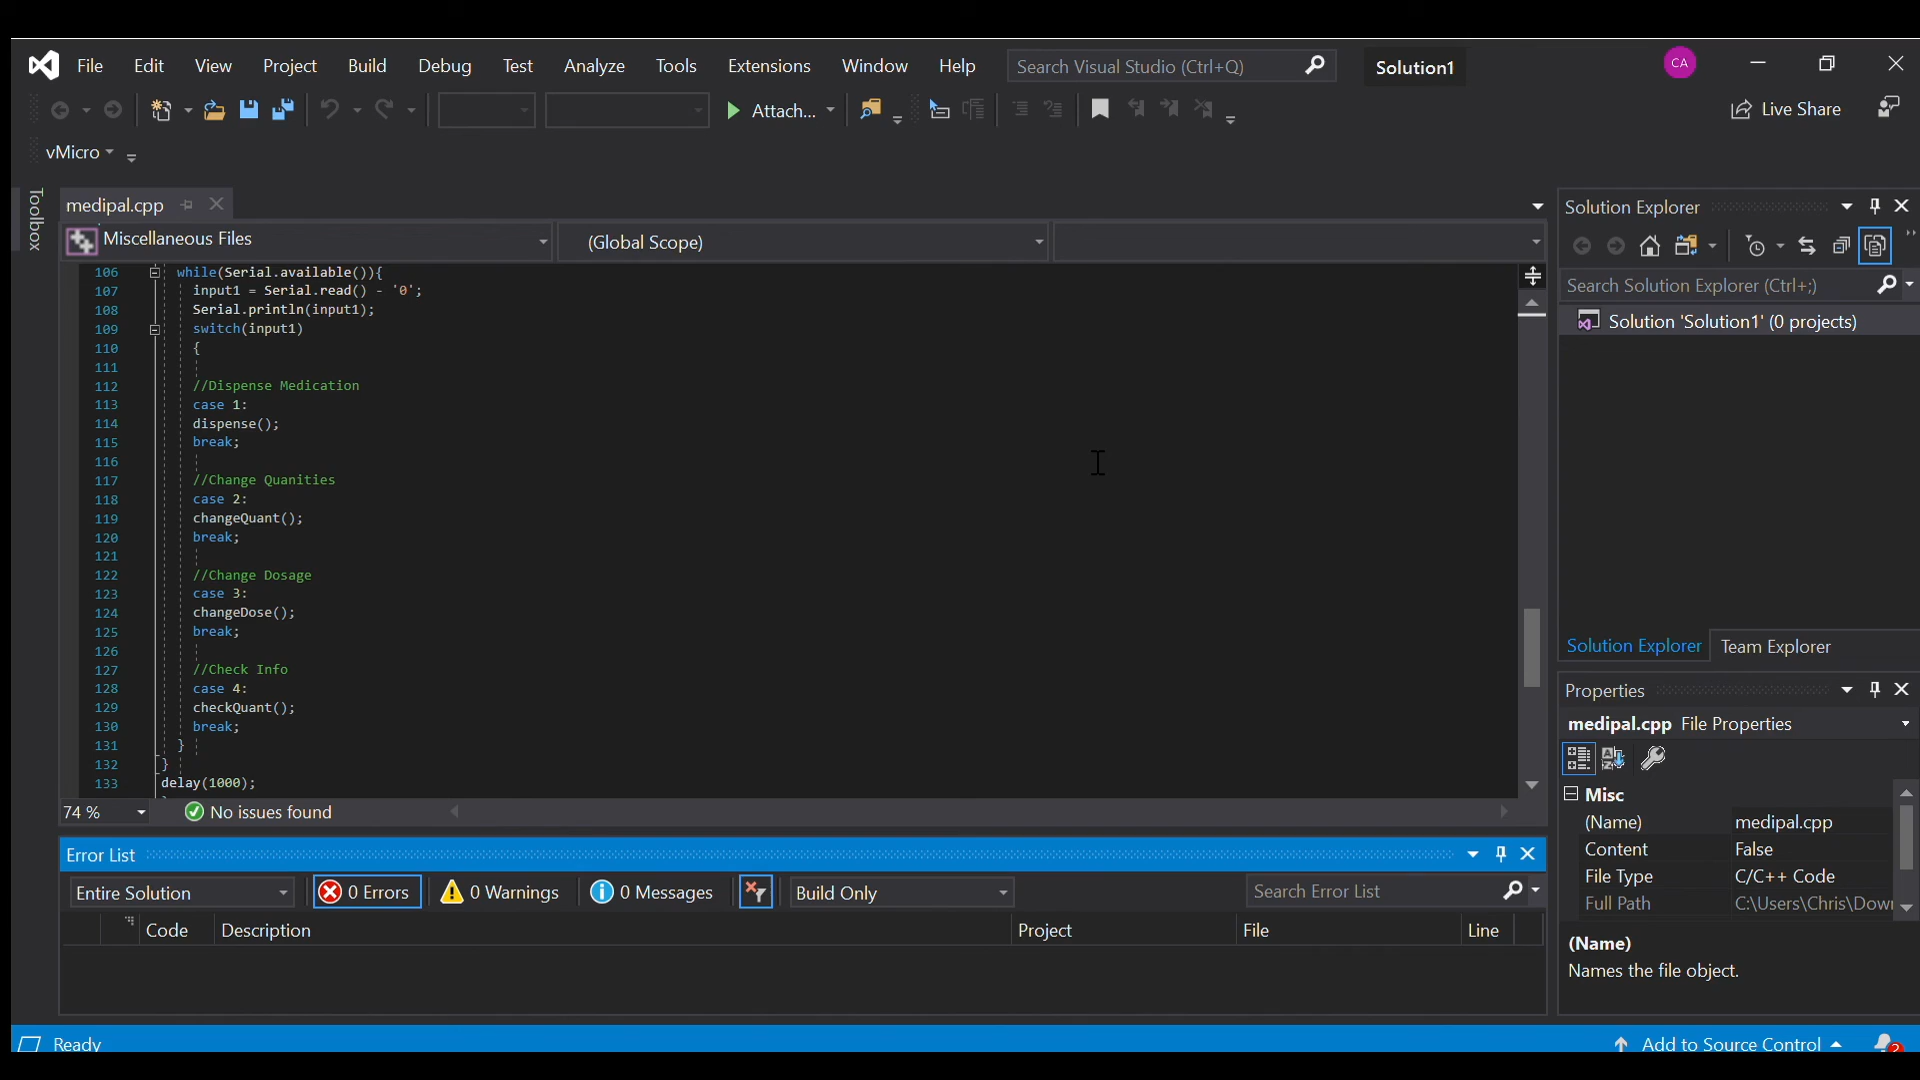 File Edit View Project Build Debug Test Analyze Tools Extensions Window Help Search Visual Studio (Ctrl+Q) Solution1 CA
Attach... Live Share
vMicro
Toolbox
medipal.cpp
Miscellaneous Files (Global Scope)
106 while(Serial.available()){
107 input1 = Serial.read() - '0';
108 Serial.println(input1);
109 switch(input1)
110 {
111
112 //Dispense Medication
113 case 1:
114 dispense();
115 break;
116
117 //Change Quanities
118 case 2:
119 changeQuant();
120 break;
121
122 //Change Dosage
123 case 3:
124 changeDose();
125 break;
126
127 //Check Info
128 case 4:
129 checkQuant();
130 break;
131 }
132 }
133 delay(1000);
74 % No issues found
Error List
Entire Solution 0 Errors 0 Warnings 0 Messages Build Only Search Error List
Code Description Project File Line
Solution Explorer
Search Solution Explorer (Ctrl+;)
Solution 'Solution1' (0 projects)
Solution Explorer Team Explorer
Properties
medipal.cpp File Properties
Misc
(Name) medipal.cpp
Content False
File Type C/C++ Code
Full Path C:\Users\Chris\Dow
(Name)
Names the file object.
Ready Add to Source Control 2